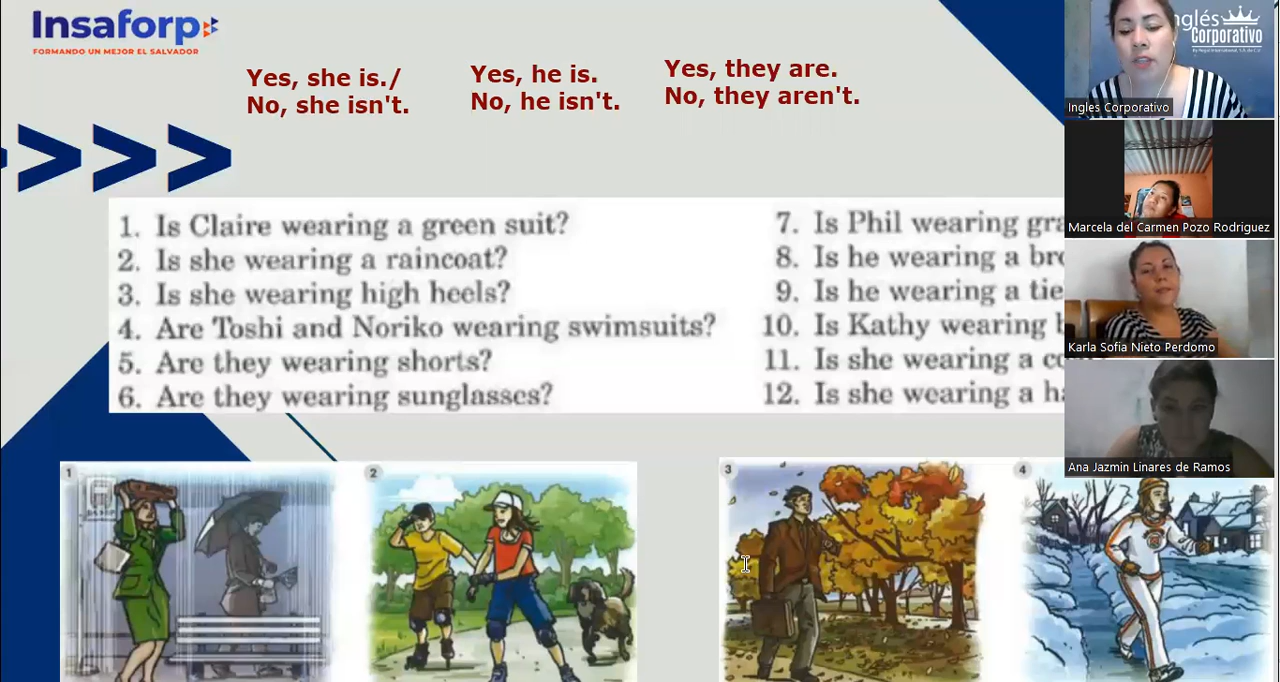 Insaforp
FORMANDO UN MEJOR EL SALVADOR
Yes, she is./
No, she isn't.
Yes, he is.
No, he isn't.
Yes, they are.
No, they aren't.
1. Is Claire wearing a green suit?
2. Is she wearing a raincoat?
3. Is she wearing high heels?
4. Are Toshi and Noriko wearing swimsuits?
5. Are they wearing shorts?
6. Are they wearing sunglasses?
7. Is Phil wearing
8. Is he wearing a
9. Is he wearing a tie
10. Is Kathy wearing
11. Is she wearing a
12. Is she wearing a
1
2
3
4
nglés
Corporativo
Ingles Corporativo
Marcela del Carmen Pozo Rodriguez
Karla Sofia Nieto Perdomo
Ana Jazmin Linares de Ramos